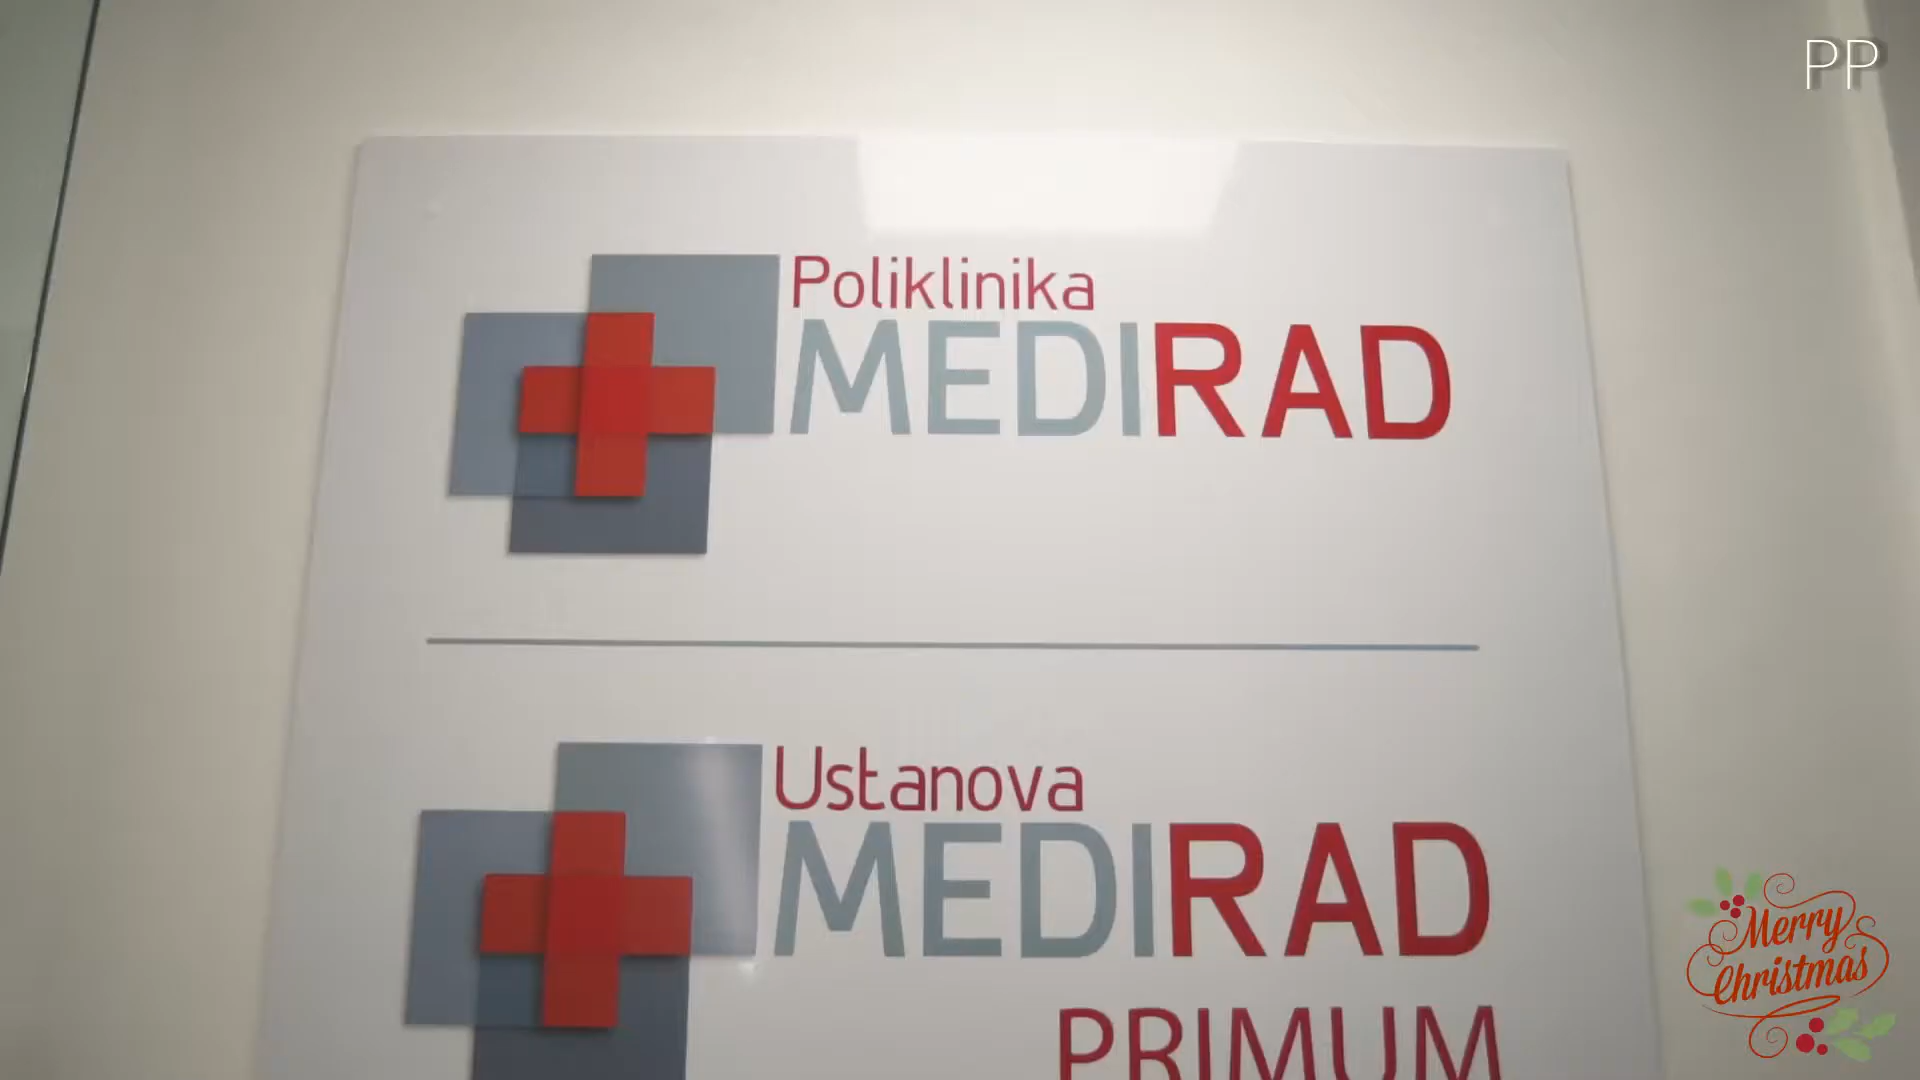 PP
Poliklinika
MEDIRAD
Ustanova
MEDIRAD
PRIMUM
Merry
Christmas